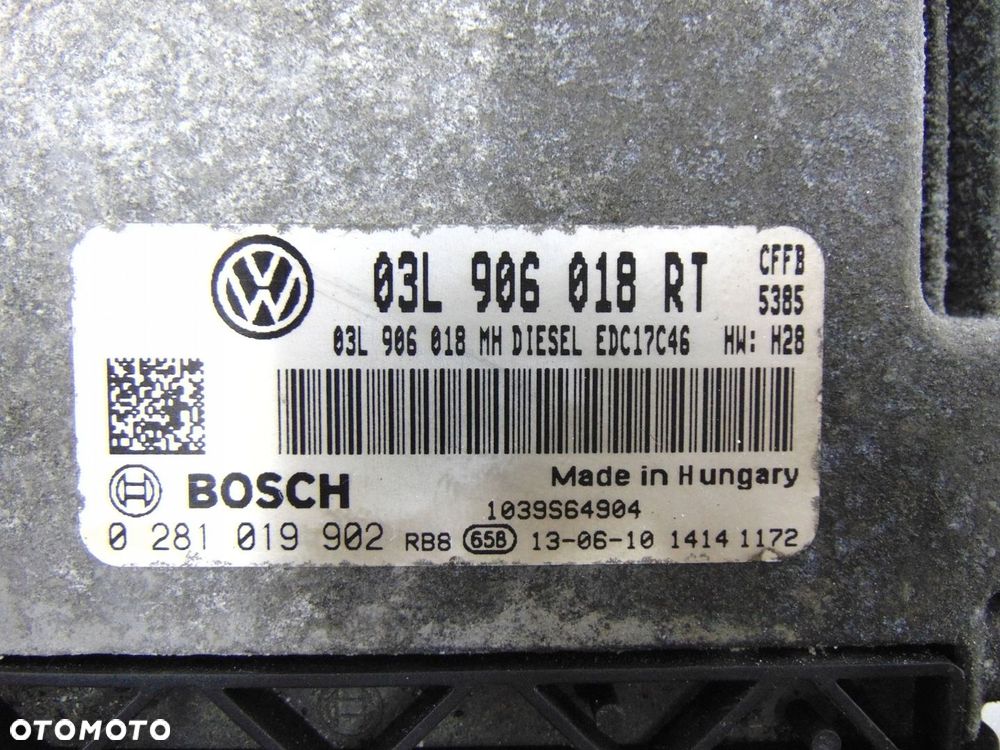 03L 906 018 RT CFFB
5385
03L 906 018 MH DIESEL EDC17C46 HW: H28
Made in Hungary
BOSCH
1039S64904
0 281 019 902 RB8 658 13-06-10 1414 1172
OTOMOTO